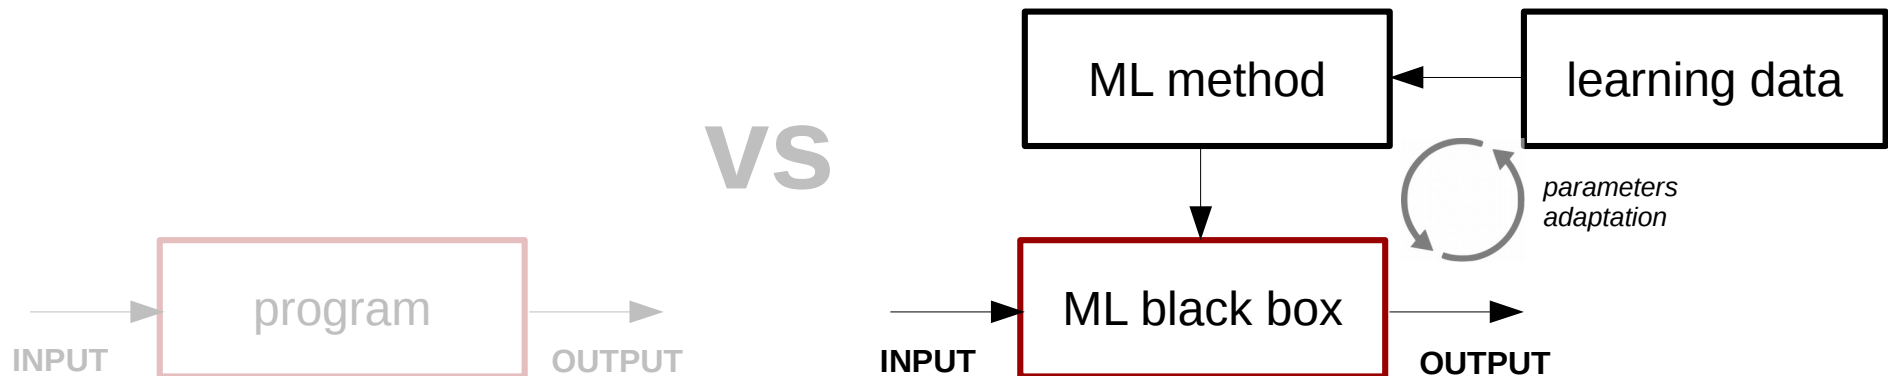 ML method
learning data
vs
parameters
adaptation
program
ML black box
INPUT
OUTPUT
INPUT
OUTPUT